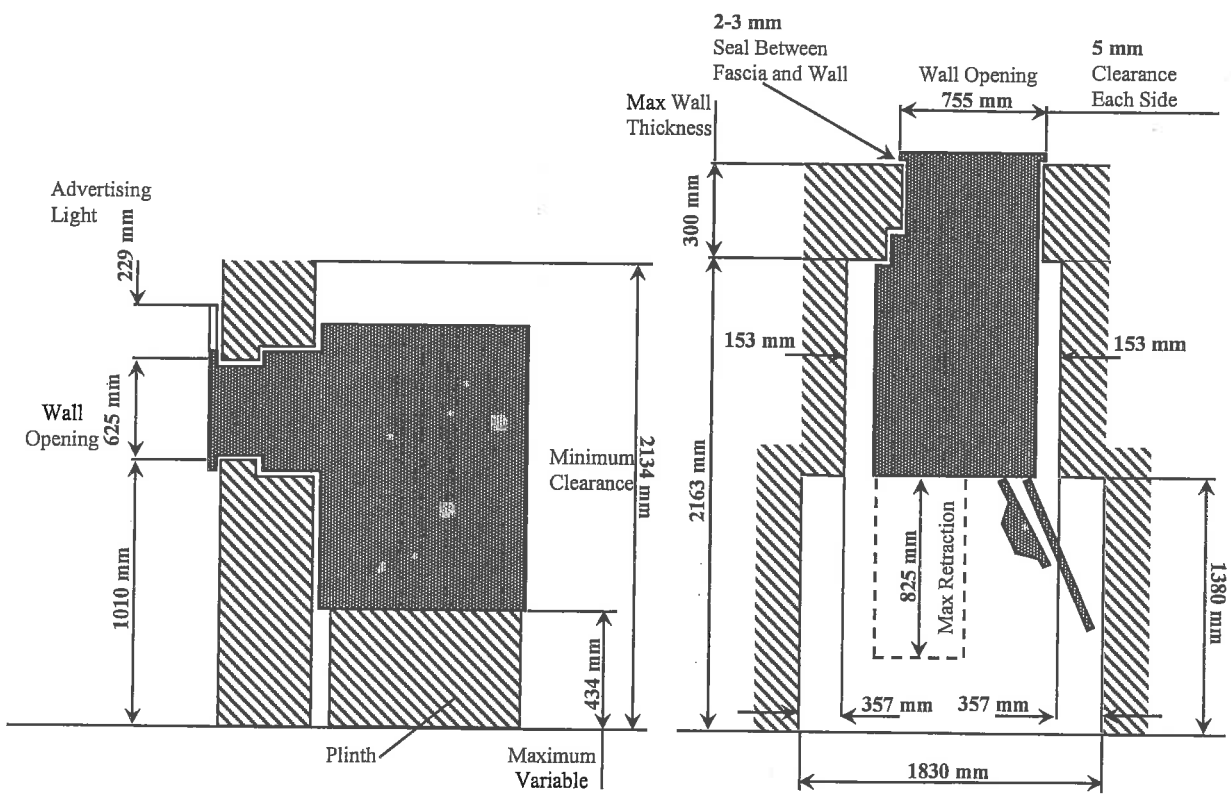 Advertising
Light
229 mm
Wall
Opening
625 mm
1010 mm
Minimum
Clearance
2134 mm
434 mm
Plinth
Maximum
Variable
2-3 mm
Seal Between
Fascia and Wall
Wall Opening
755 mm
5 mm
Clearance
Each Side
Max Wall
Thickness
300 mm
153 mm
153 mm
2163 mm
825 mm
Max Retraction
1380 mm
357 mm
357 mm
1830 mm